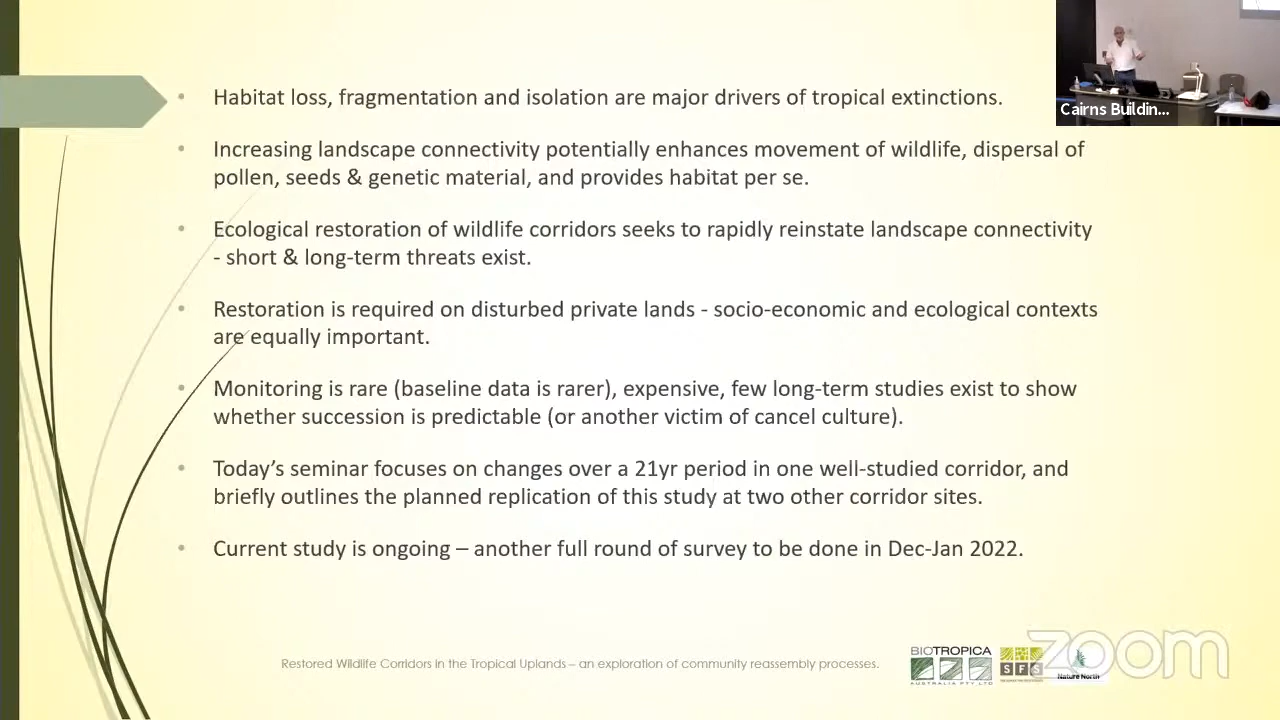 Cairns Buildin...
• Habitat loss, fragmentation and isolation are major drivers of tropical extinctions.
• Increasing landscape connectivity potentially enhances movement of wildlife, dispersal of
pollen, seeds & genetic material, and provides habitat per se.
• Ecological restoration of wildlife corridors seeks to rapidly reinstate landscape connectivity
- short & long-term threats exist.
• Restoration is required on disturbed private lands - socio-economic and ecological contexts
are equally important.
• Monitoring is rare (baseline data is rarer), expensive, few long-term studies exist to show
whether succession is predictable (or another victim of cancel culture).
• Today’s seminar focuses on changes over a 21yr period in one well-studied corridor, and
briefly outlines the planned replication of this study at two other corridor sites.
• Current study is ongoing – another full round of survey to be done in Dec-Jan 2022.
Restored Wildlife Corridors in the Tropical Uplands – an exploration of community reassembly processes.
BIOTROPICA
AUSTRALIA PTY LTD
SFS
Nature North
zoom